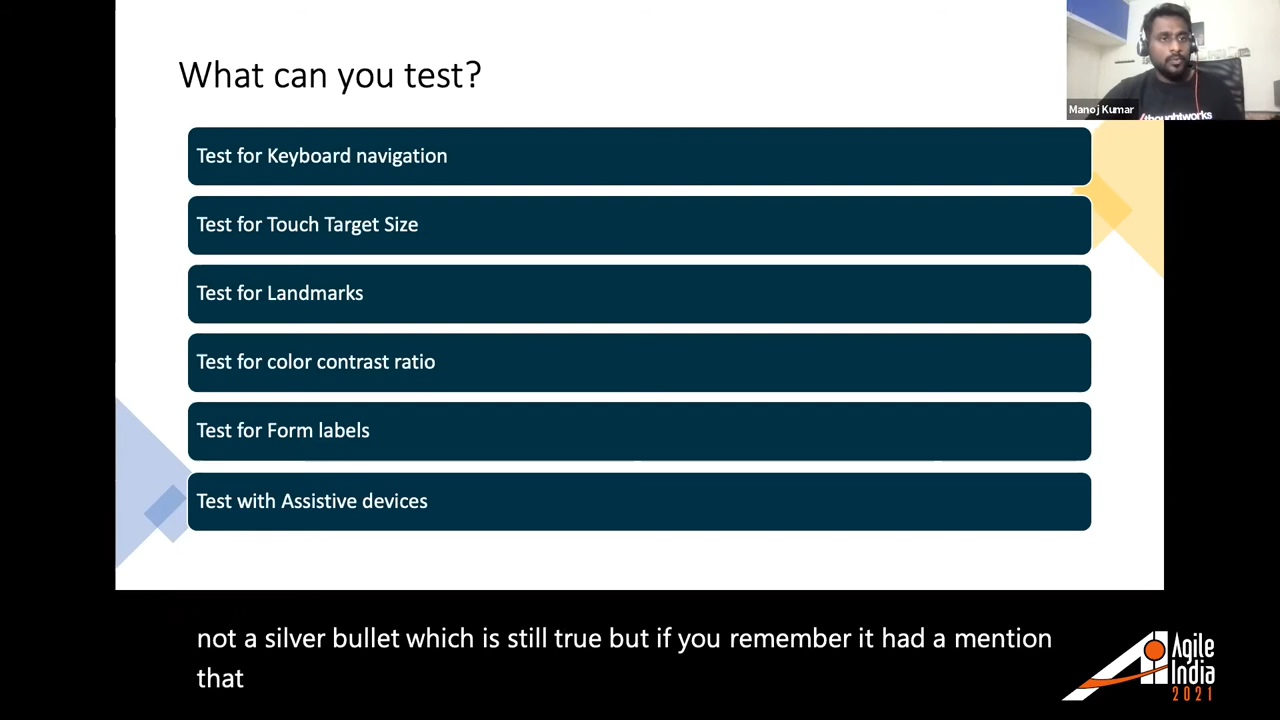 What can you test?
Manoj Kumar
thoughtworks
Test for Keyboard navigation
Test for Touch Target Size
Test for Landmarks
Test for color contrast ratio
Test for Form labels
Test with Assistive devices
not a silver bullet which is still true but if you remember it had a mention
that
Agile
India
2021